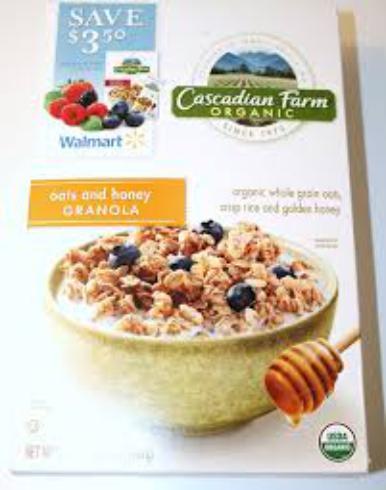 SAVE
$3.50
Walmart
Cascadian Farm
ORGANIC
SINCE 1972
oats and honey
GRANOLA
organic whole grain oats,
crisp rice and golden honey
USDA
ORGANIC
NET